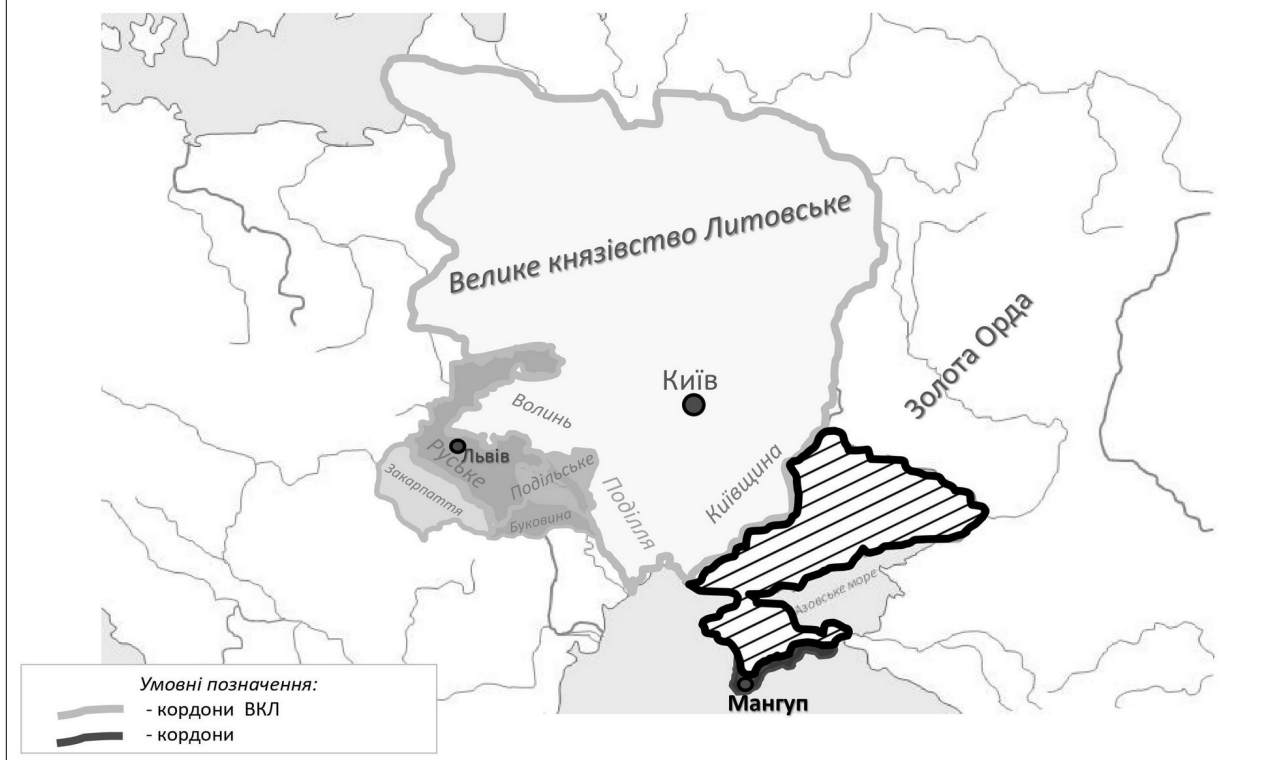 Велике князівство Литовське
Золота Орда
Київ
Волинь
Львів
Руське
Подільське
Закарпаття
Буковина
Поділля
Київщина
Азовське море
Мангуп
Умовні позначення:
- кордони ВКЛ
- кордони